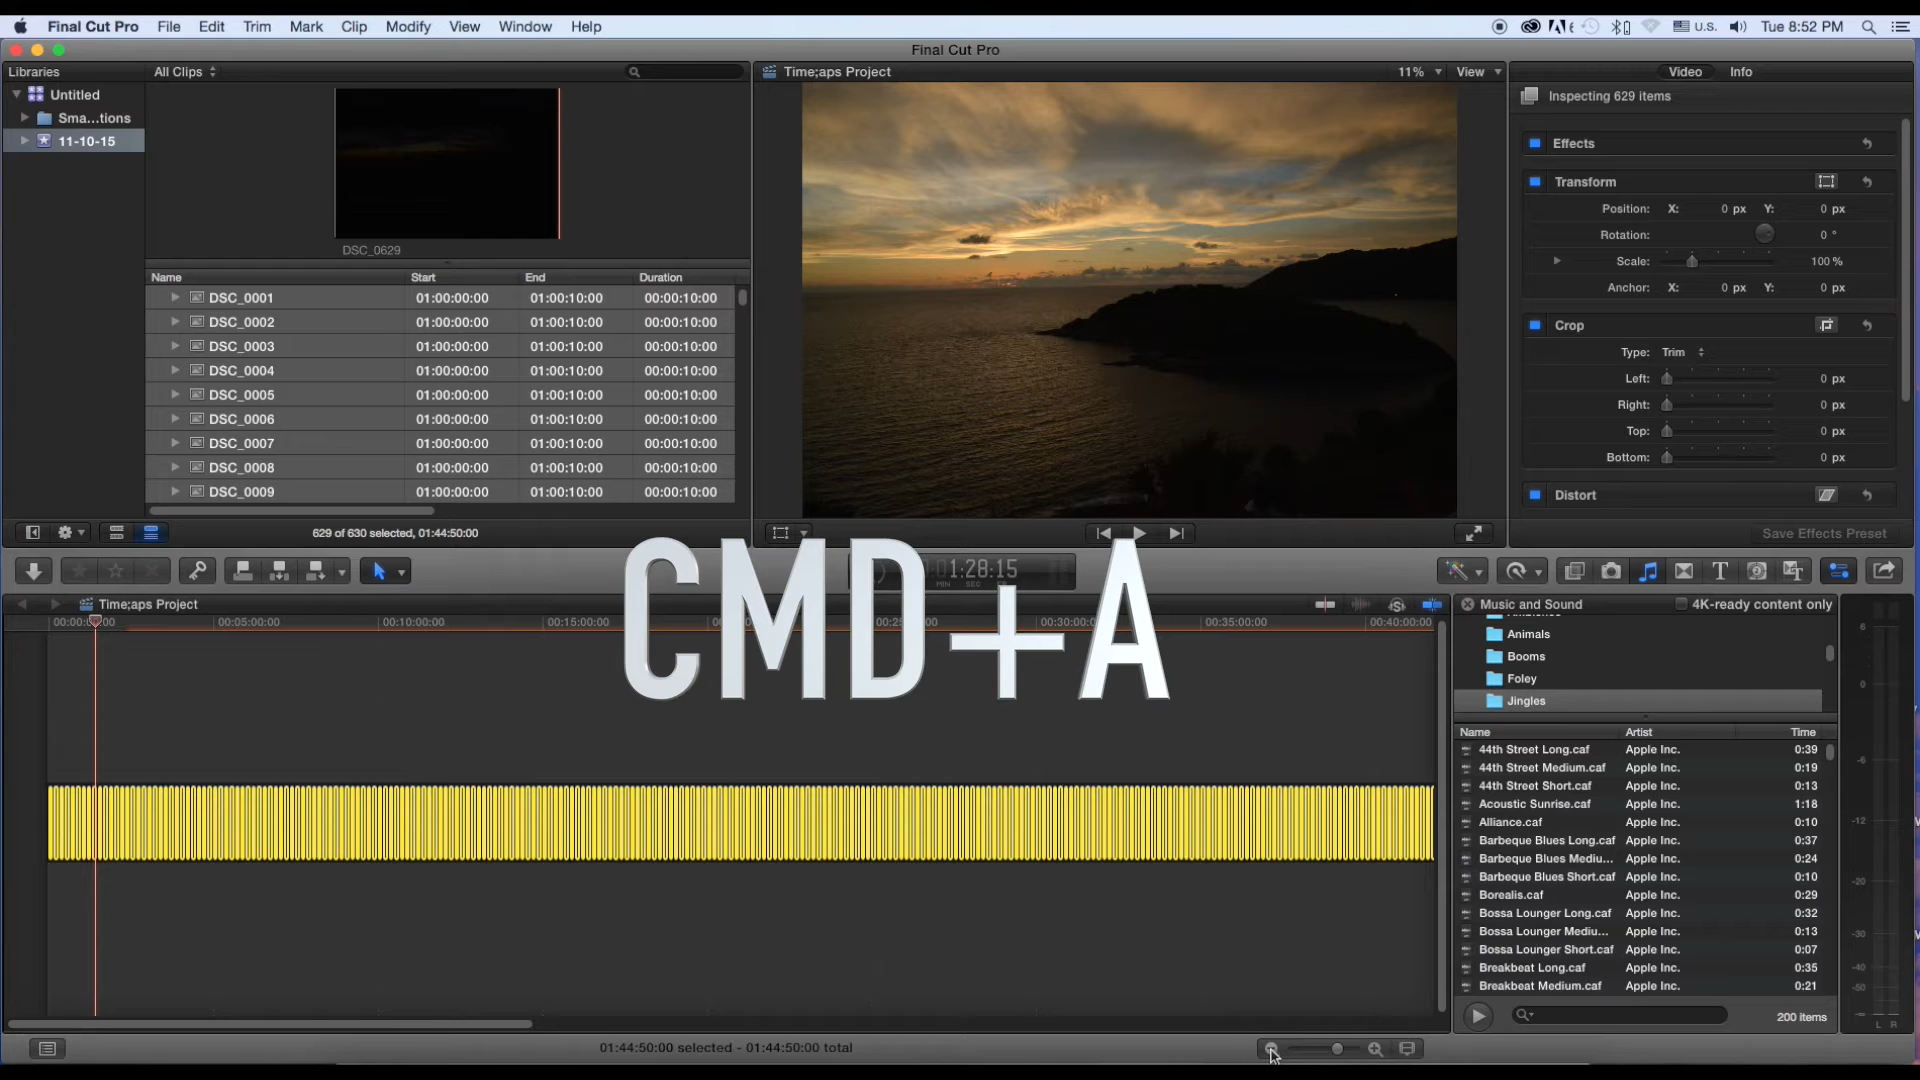 Final Cut Pro File Edit Trim Mark Clip Modify View Window Help
U.S. Tue 8:52 PM
Final Cut Pro
Libraries
Untitled
Sma...tions
11-10-15
All Clips
DSC_0629
Name Start End Duration
DSC_0001 01:00:00:00 01:00:10:00 00:00:10:00
DSC_0002 01:00:00:00 01:00:10:00 00:00:10:00
DSC_0003 01:00:00:00 01:00:10:00 00:00:10:00
DSC_0004 01:00:00:00 01:00:10:00 00:00:10:00
DSC_0005 01:00:00:00 01:00:10:00 00:00:10:00
DSC_0006 01:00:00:00 01:00:10:00 00:00:10:00
DSC_0007 01:00:00:00 01:00:10:00 00:00:10:00
DSC_0008 01:00:00:00 01:00:10:00 00:00:10:00
DSC_0009 01:00:00:00 01:00:10:00 00:00:10:00
629 of 630 selected, 01:44:50:00
Time;aps Project
11% View
Video Info
Inspecting 629 items
Effects
Transform
Position: X: 0 px Y: 0 px
Rotation: 0 °
Scale: 100 %
Anchor: X: 0 px Y: 0 px
Crop
Type: Trim
Left: 0 px
Right: 0 px
Top: 0 px
Bottom: 0 px
Distort
Save Effects Preset
1:28:15
CMD+A
Time;aps Project
00:05:00:00 00:10:00:00 00:15:00:00 00:30:00:00 00:35:00:00 00:40:00:00
01:44:50:00 selected - 01:44:50:00 total
Music and Sound 4K-ready content only
Animals
Booms
Foley
Jingles
Name Artist Time
44th Street Long.caf Apple Inc. 0:39
44th Street Medium.caf Apple Inc. 0:19
44th Street Short.caf Apple Inc. 0:13
Acoustic Sunrise.caf Apple Inc. 1:18
Alliance.caf Apple Inc. 0:10
Barbeque Blues Long.caf Apple Inc. 0:37
Barbeque Blues Mediu... Apple Inc. 0:24
Barbeque Blues Short.caf Apple Inc. 0:10
Borealis.caf Apple Inc. 0:29
Bossa Lounger Long.caf Apple Inc. 0:32
Bossa Lounger Mediu... Apple Inc. 0:13
Bossa Lounger Short.caf Apple Inc. 0:07
Breakbeat Long.caf Apple Inc. 0:35
Breakbeat Medium.caf Apple Inc. 0:21
200 items
6
0
-6
-12
-20
-30
-40
-50
L R